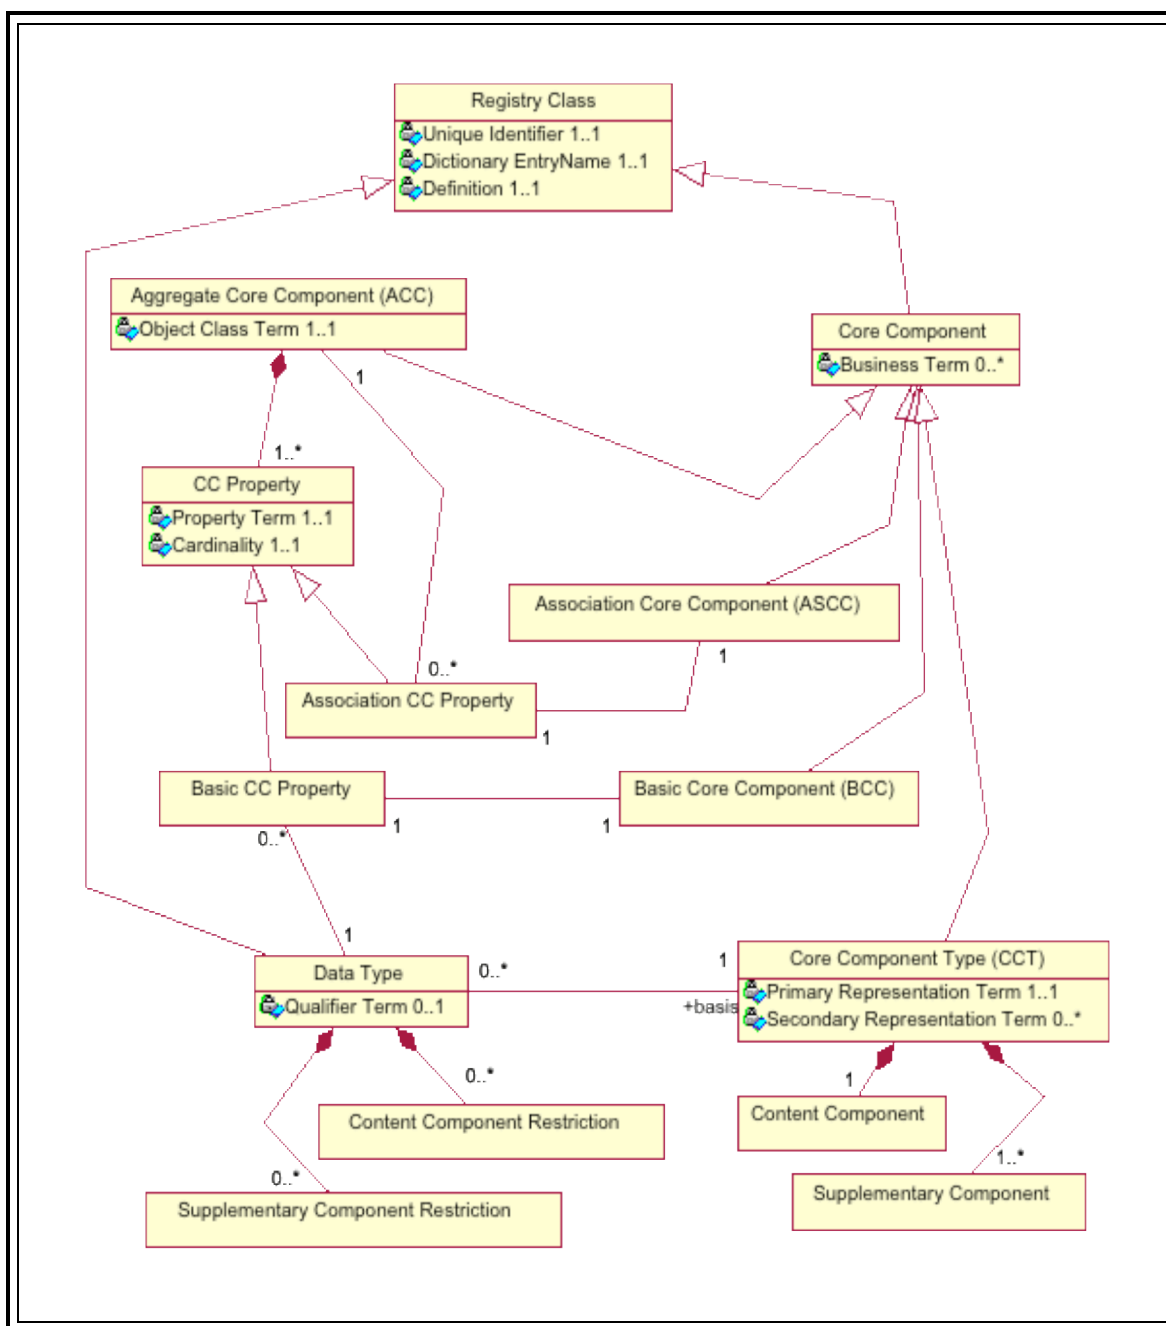 Registry Class
Unique Identifier 1..1
Dictionary EntryName 1..1
Definition 1..1
Aggregate Core Component (ACC)
Object Class Term 1..1
Core Component
Business Term 0..*
1
1..*
CC Property
Property Term 1..1
Cardinality 1..1
Association Core Component (ASCC)
1
0..*
Association CC Property
1
Basic CC Property
Basic Core Component (BCC)
0..*
1
1
1
Data Type
Qualifier Term 0..1
0..*
1
+basis
Core Component Type (CCT)
Primary Representation Term 1..1
Secondary Representation Term 0..*
0..*
1
Content Component Restriction
Content Component
0..*
1..*
Supplementary Component Restriction
Supplementary Component